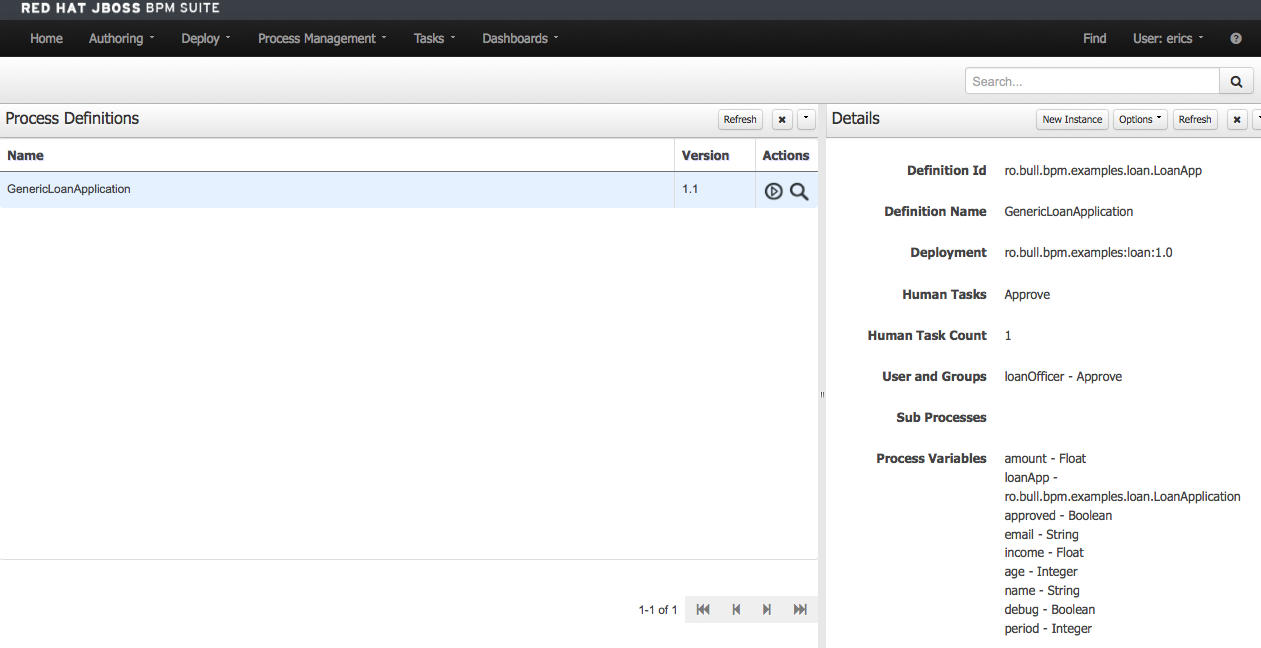 RED HAT JBOSS BPM SUITE
Home Authoring Deploy Process Management Tasks Dashboards Find User: erics ?
Search...
Process Definitions Refresh
Name Version Actions
GenericLoanApplication 1.1
1-1 of 1
Details New Instance Options Refresh
Definition Id ro.bull.bpm.examples.loan.LoanApp
Definition Name GenericLoanApplication
Deployment ro.bull.bpm.examples:loan:1.0
Human Tasks Approve
Human Task Count 1
User and Groups loanOfficer - Approve
Sub Processes
Process Variables amount - Float
loanApp -
ro.bull.bpm.examples.loan.LoanApplication
approved - Boolean
email - String
income - Float
age - Integer
name - String
debug - Boolean
period - Integer